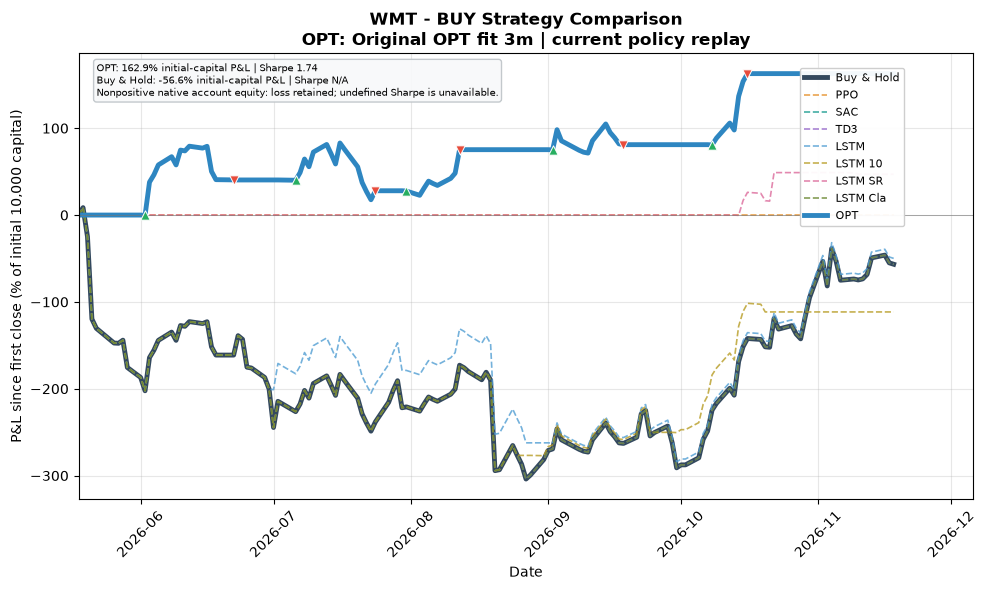 WMT - BUY Strategy Comparison
OPT: Original OPT fit 3m | current policy replay
OPT: 162.9% initial-capital P&L | Sharpe 1.74
Buy & Hold: -56.6% initial-capital P&L | Sharpe N/A
Nonpositive native account equity: loss retained; undefined Sharpe is unavailable.
Buy & Hold
PPO
SAC
TD3
LSTM
LSTM 10
LSTM SR
LSTM Cla
OPT
P&L since first close (% of initial 10,000 capital)
100
0
−100
−200
−300
2026-06
2026-07
2026-08
2026-09
2026-10
2026-11
2026-12
Date